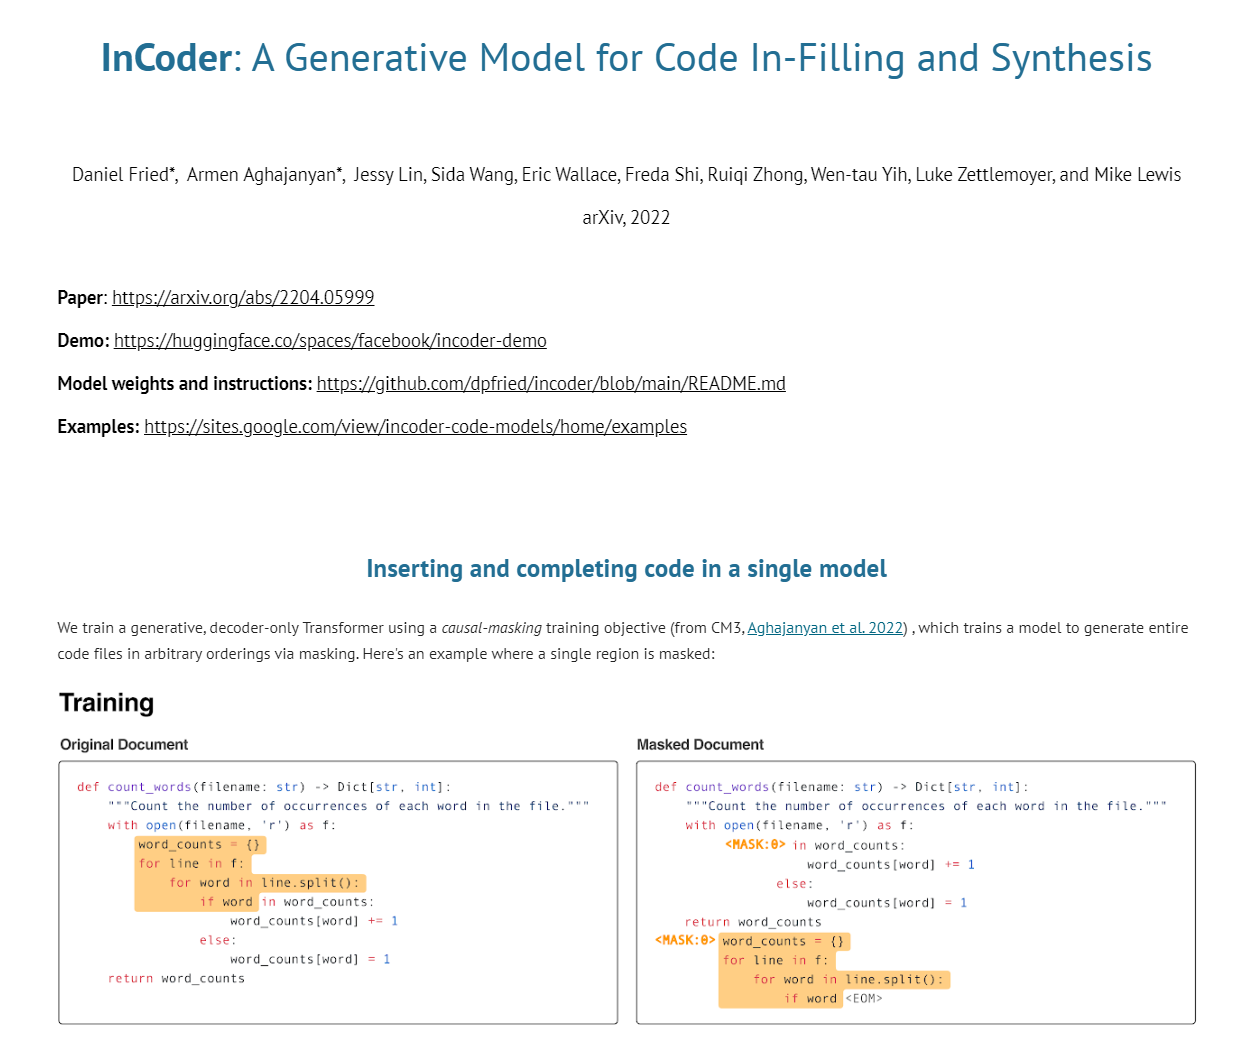 InCoder: A Generative Model for Code In-Filling and Synthesis
Daniel Fried*, Armen Aghajanyan*, Jessy Lin, Sida Wang, Eric Wallace, Freda Shi, Ruiqi Zhong, Wen-tau Yih, Luke Zettlemoyer, and Mike Lewis
arXiv, 2022
Paper: https://arxiv.org/abs/2204.05999
Demo: https://huggingface.co/spaces/facebook/incoder-demo
Model weights and instructions: https://github.com/dpfried/incoder/blob/main/README.md
Examples: https://sites.google.com/view/incoder-code-models/home/examples
Inserting and completing code in a single model
We train a generative, decoder-only Transformer using a causal-masking training objective (from CM3, Aghajanyan et al. 2022) , which trains a model to generate entire
code files in arbitrary orderings via masking. Here's an example where a single region is masked:
Training
Original Document
def count_words(filename: str) -> Dict[str, int]:
    """Count the number of occurrences of each word in the file."""
    with open(filename, 'r') as f:
        word_counts = {}
        for line in f:
            for word in line.split():
                if word in word_counts:
                    word_counts[word] += 1
                else:
                    word_counts[word] = 1
    return word_counts
Masked Document
def count_words(filename: str) -> Dict[str, int]:
    """Count the number of occurrences of each word in the file."""
    with open(filename, 'r') as f:
        <MASK:0> in word_counts:
                    word_counts[word] += 1
                else:
                    word_counts[word] = 1
    return word_counts
<MASK:0> word_counts = {}
        for line in f:
            for word in line.split():
                if word <EOM>